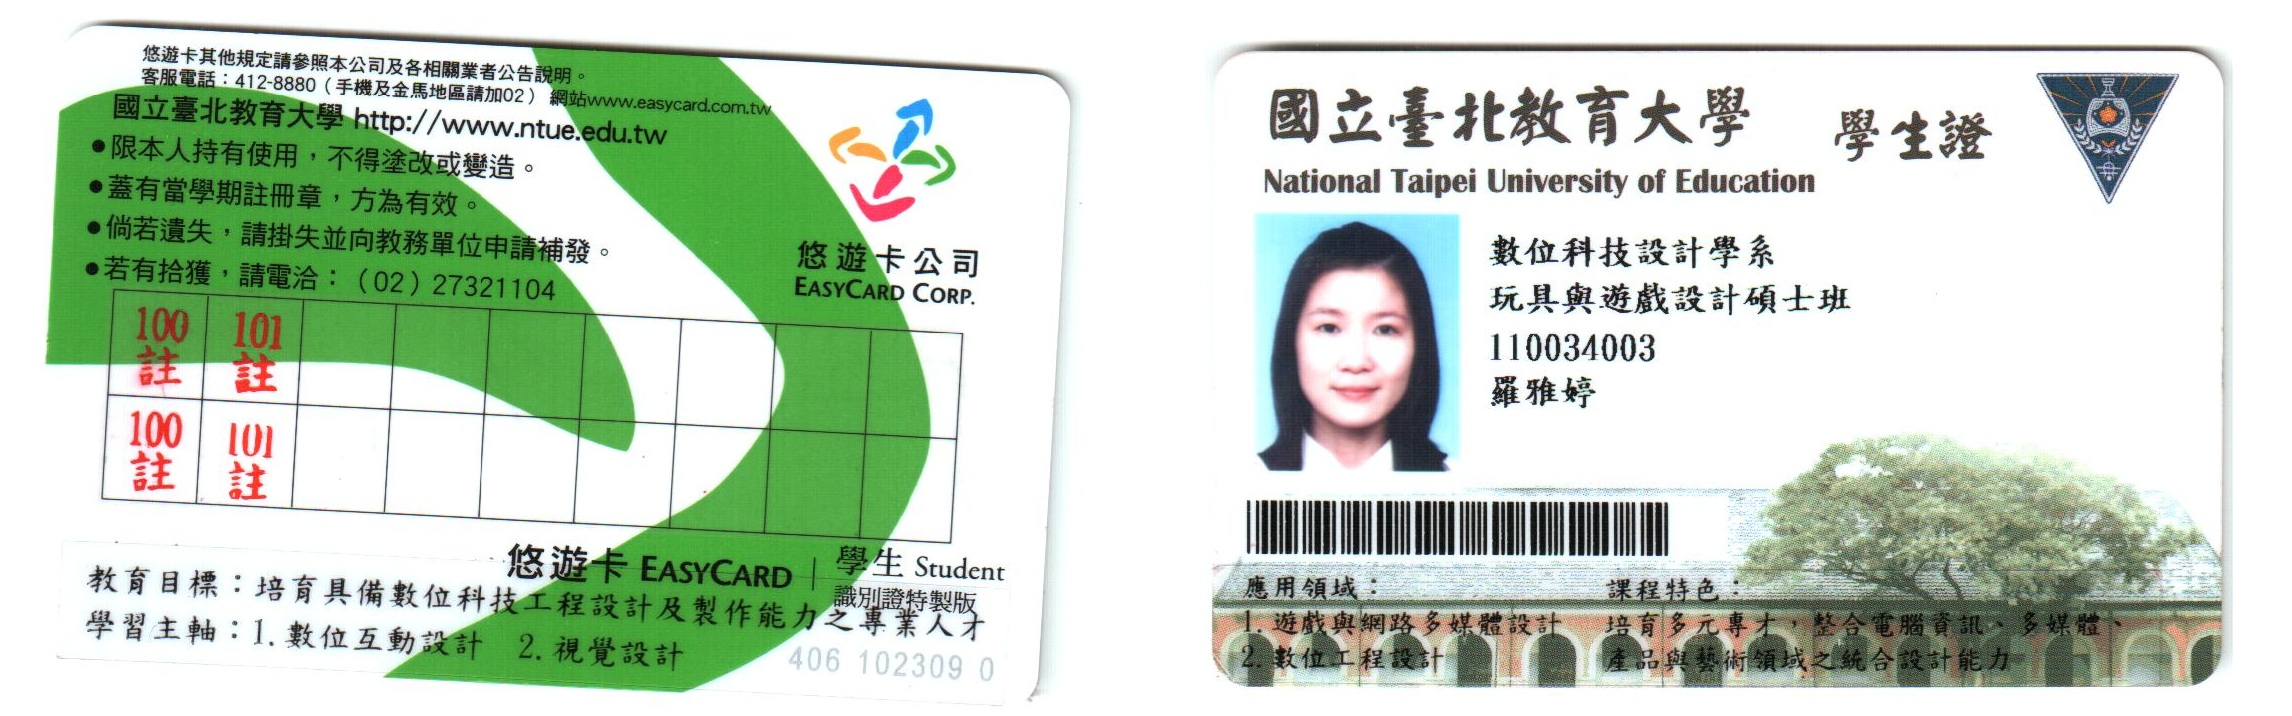 悠遊卡其他規定請參照本公司及各相關業者公告說明。
客服電話：412-8880（手機及金馬地區請加02） 網站www.easycard.com.tw
國立臺北教育大學 http://www.ntue.edu.tw
●限本人持有使用，不得塗改或變造。
●蓋有當學期註冊章，方為有效。
●倘若遺失，請掛失並向教務單位申請補發。
●若有拾獲，請電洽：（02）27321104
悠遊卡公司
EASYCARD CORP.
100 101
註 註
100 101
註 註
悠遊卡 EASYCARD | 學生 Student
識別證特製版
教育目標：培育具備數位科技工程設計及製作能力之專業人才
學習主軸：1. 數位互動設計 2. 視覺設計
406 102309 0
國立臺北教育大學 學生證
National Taipei University of Education
數位科技設計學系
玩具與遊戲設計碩士班
110034003
羅雅婷
應用領域：
1. 遊戲與網路多媒體設計
2. 數位工程設計
課程特色：
培育多元專才，整合電腦資訊、多媒體、
產品與藝術領域之統合設計能力